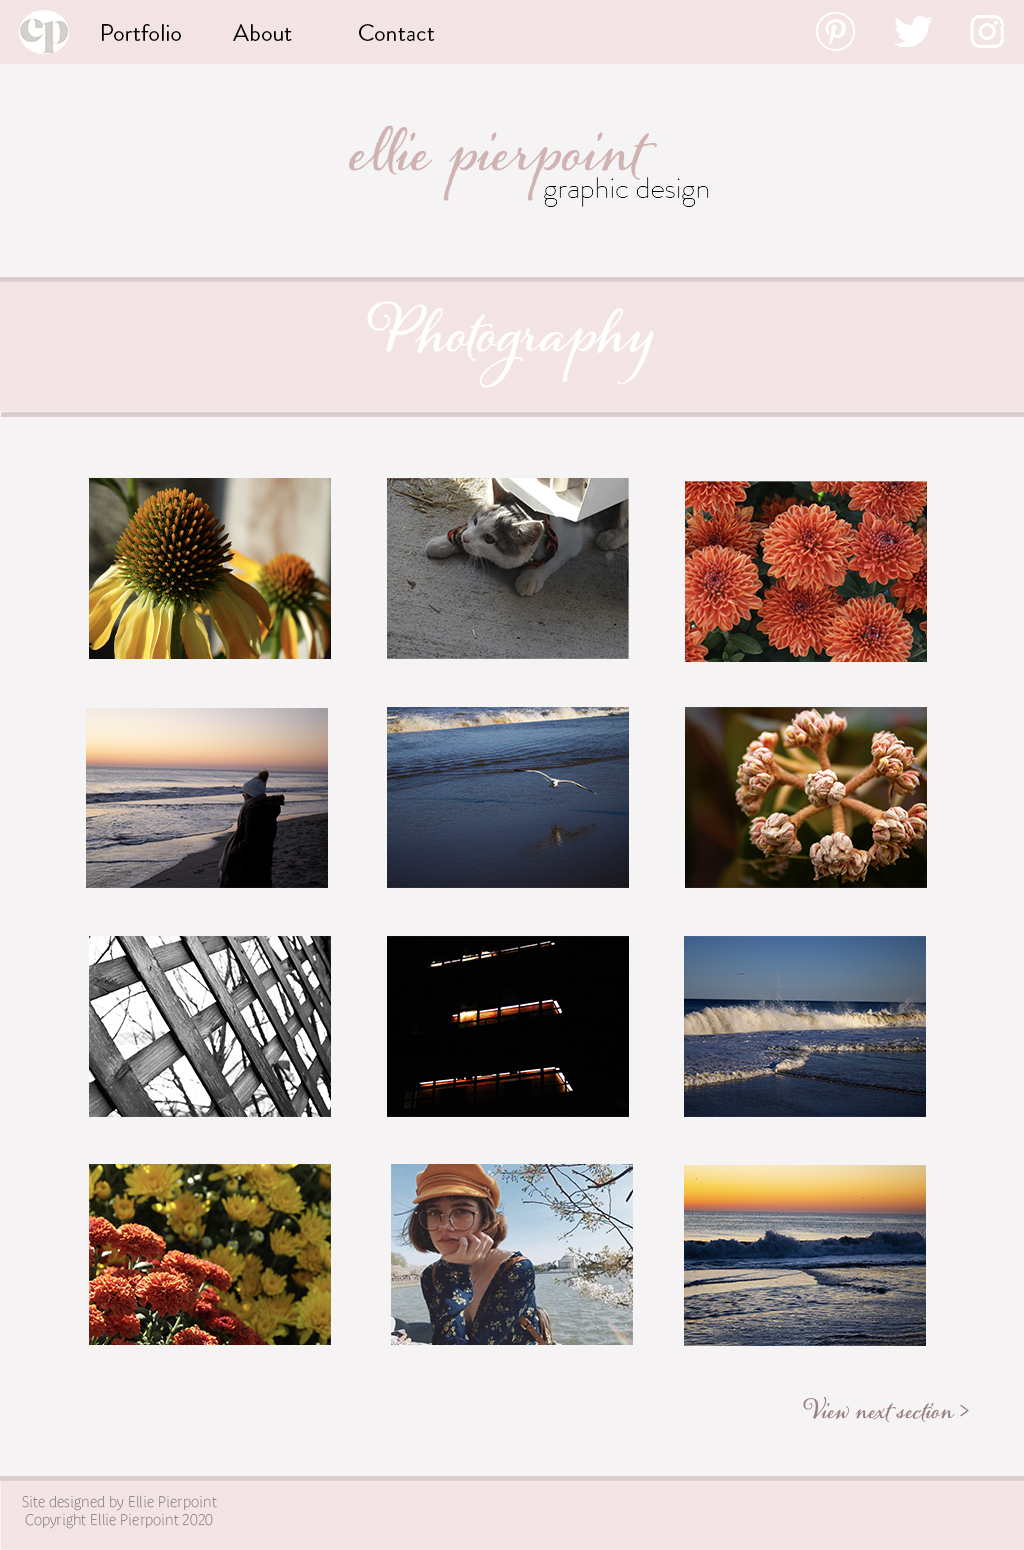 ep
Portfolio
About
Contact
ellie pierpoint
graphic design
Photography
View next section >
Site designed by Ellie Pierpoint
Copyright Ellie Pierpoint 2020